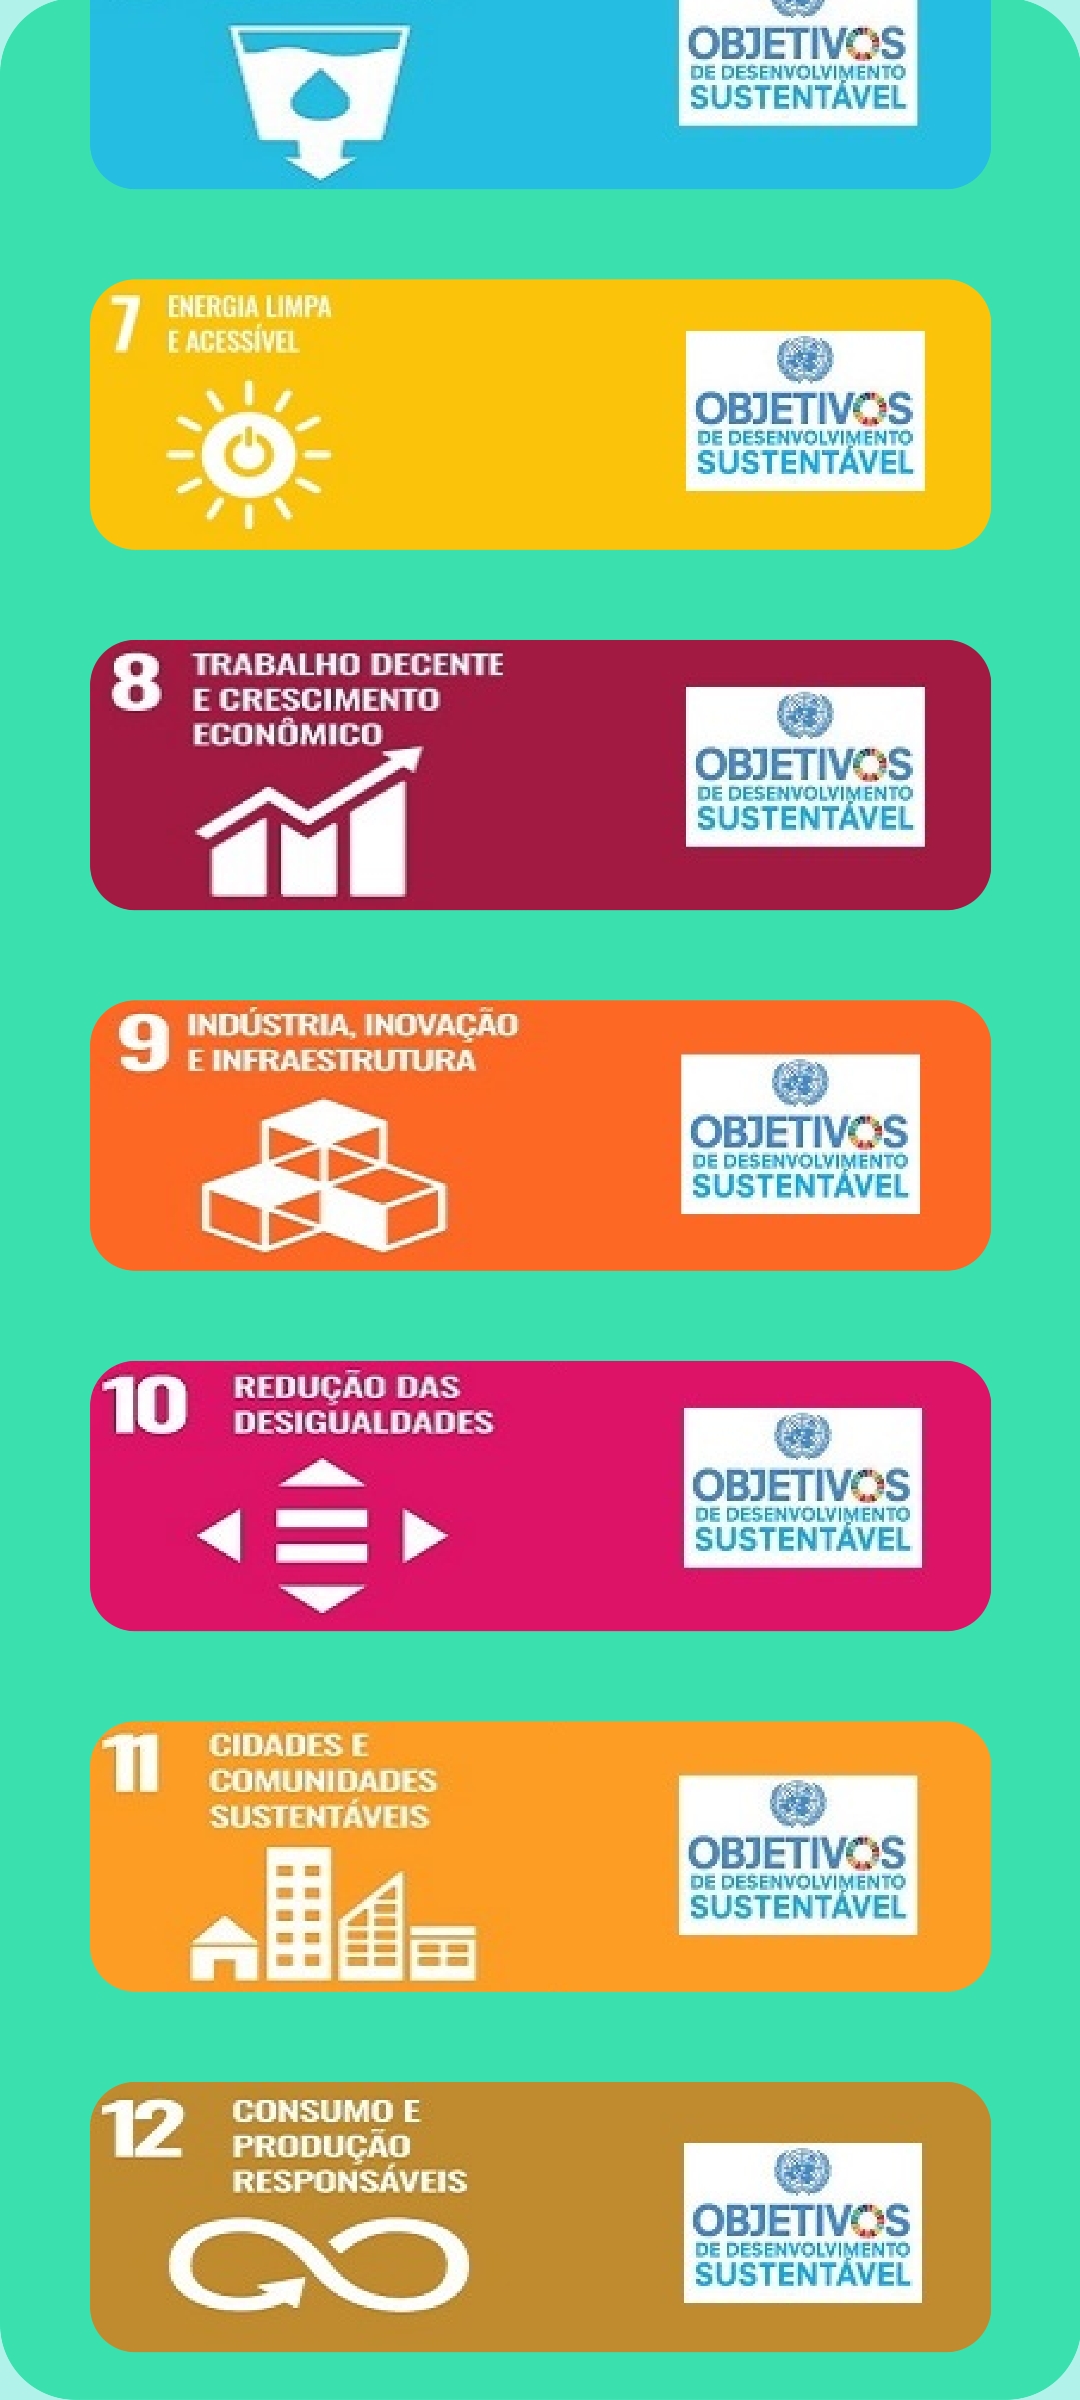 OBJETIVOS
DE DESENVOLVIMENTO
SUSTENTÁVEL
7 ENERGIA LIMPA
E ACESSÍVEL
OBJETIVOS
DE DESENVOLVIMENTO
SUSTENTÁVEL
8 TRABALHO DECENTE
E CRESCIMENTO
ECONÔMICO
OBJETIVOS
DE DESENVOLVIMENTO
SUSTENTÁVEL
9 INDÚSTRIA, INOVAÇÃO
E INFRAESTRUTURA
OBJETIVOS
DE DESENVOLVIMENTO
SUSTENTÁVEL
10 REDUÇÃO DAS
DESIGUALDADES
OBJETIVOS
DE DESENVOLVIMENTO
SUSTENTÁVEL
11 CIDADES E
COMUNIDADES
SUSTENTÁVEIS
OBJETIVOS
DE DESENVOLVIMENTO
SUSTENTÁVEL
12 CONSUMO E
PRODUÇÃO
RESPONSÁVEIS
OBJETIVOS
DE DESENVOLVIMENTO
SUSTENTÁVEL